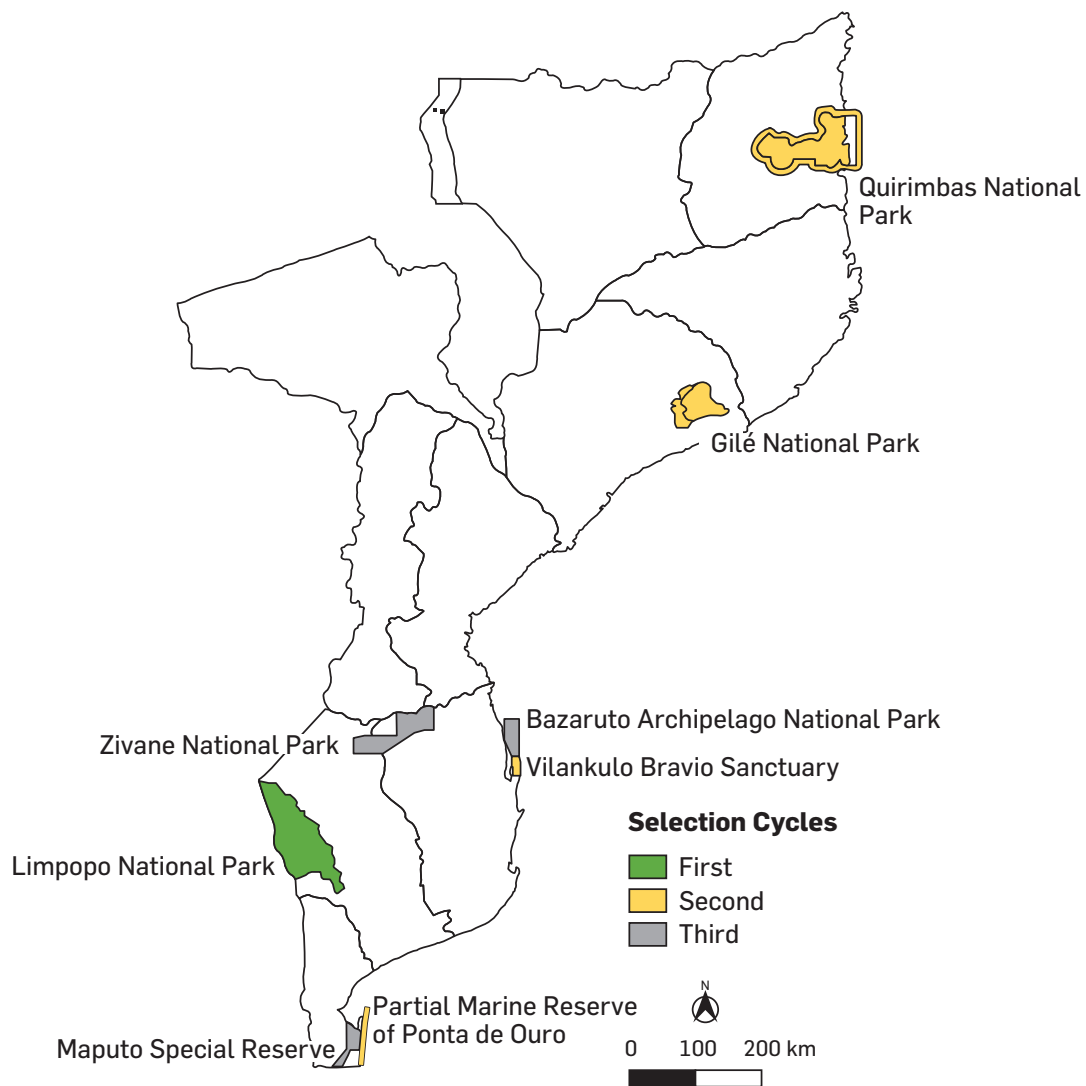 Quirimbas National
Park
Gilé National Park
Bazaruto Archipelago National Park
Zivane National Park
Vilankulo Bravio Sanctuary
Selection Cycles
First
Second
Third
Limpopo National Park
N
Partial Marine Reserve
of Ponta de Ouro
Maputo Special Reserve
0 100 200 km